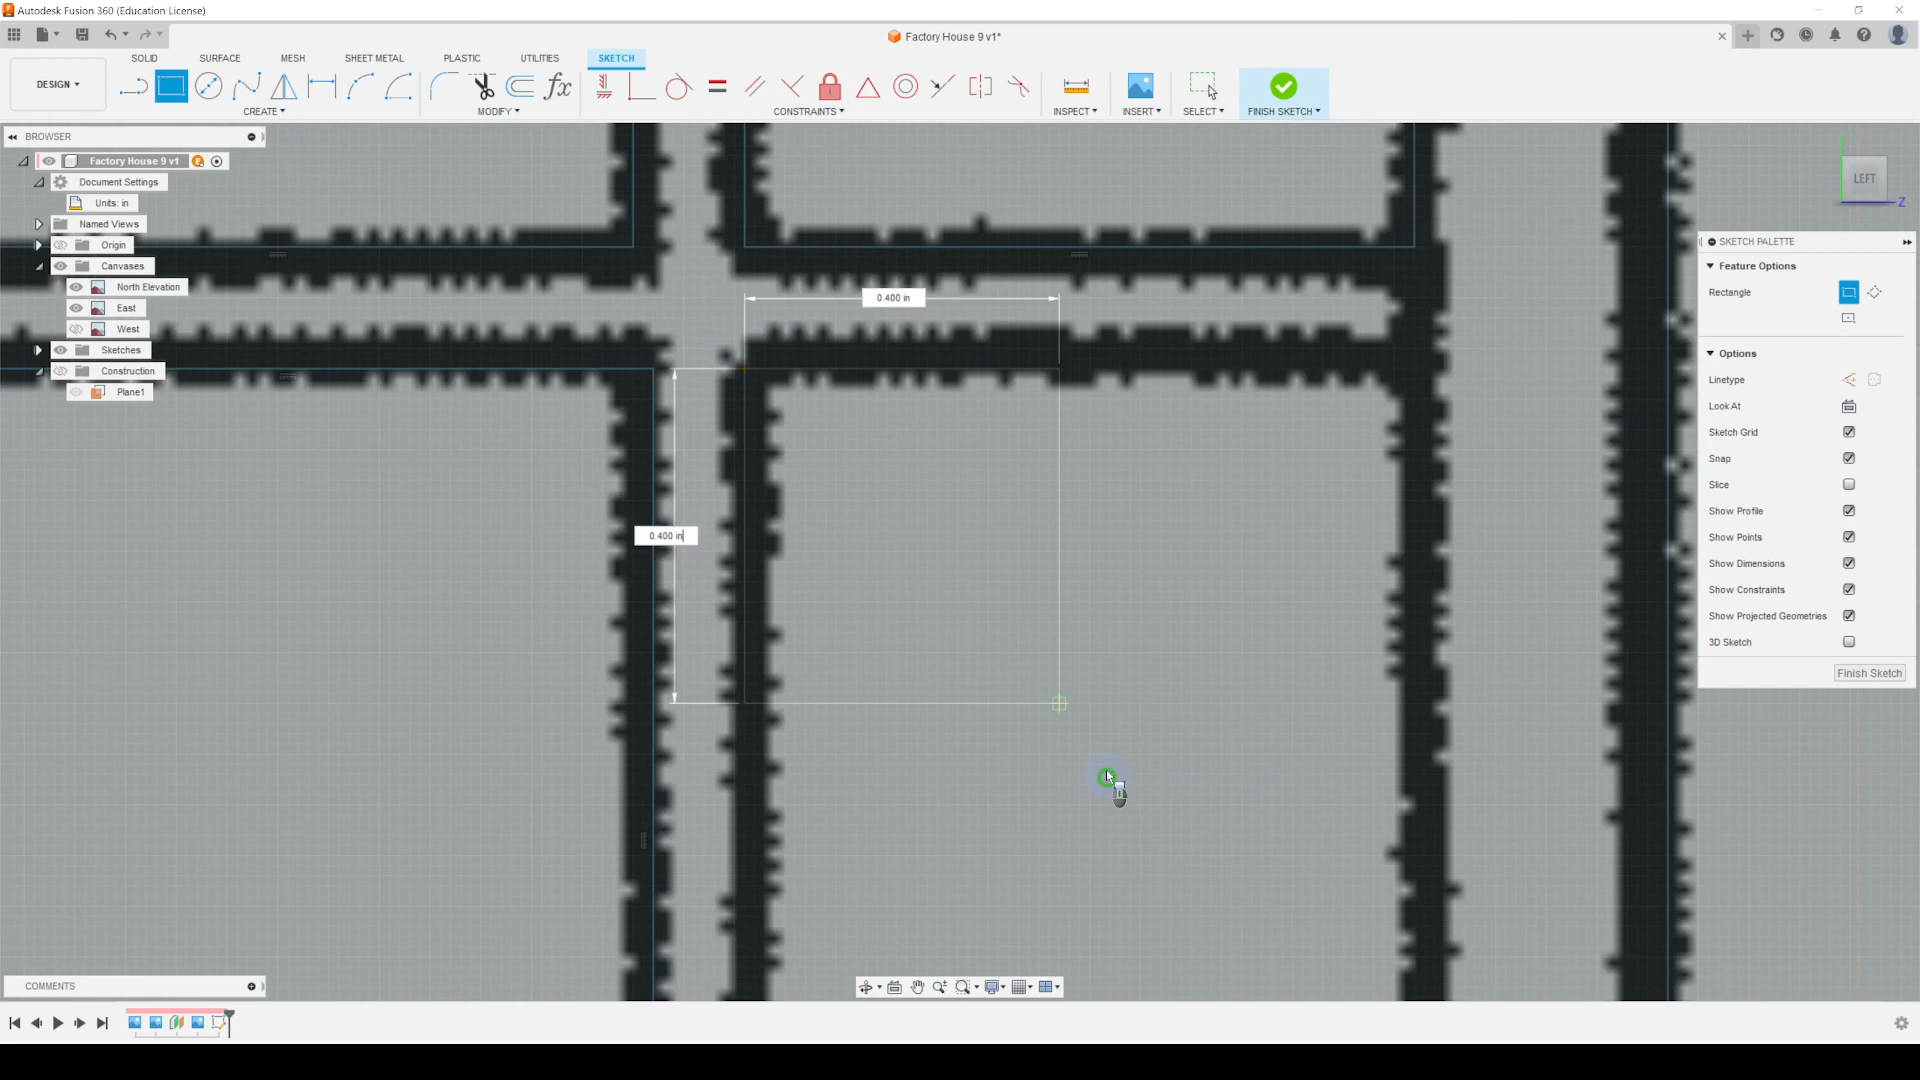 Autodesk Fusion 360 (Education License)
Factory House 9 v1*
DESIGN
SOLID SURFACE MESH SHEET METAL PLASTIC UTILITIES SKETCH
fx
CREATE MODIFY CONSTRAINTS INSPECT INSERT SELECT FINISH SKETCH
BROWSER
Factory House 9 v1
Document Settings
Units: in
Named Views
Origin
Canvases
North Elevation
East
West
Sketches
Construction
Plane1
0.400 in
0.400 in
LEFT
Z
SKETCH PALETTE
Feature Options
Rectangle
Options
Linetype
Look At
Sketch Grid
Snap
Slice
Show Profile
Show Points
Show Dimensions
Show Constraints
Show Projected Geometries
3D Sketch
Finish Sketch
COMMENTS